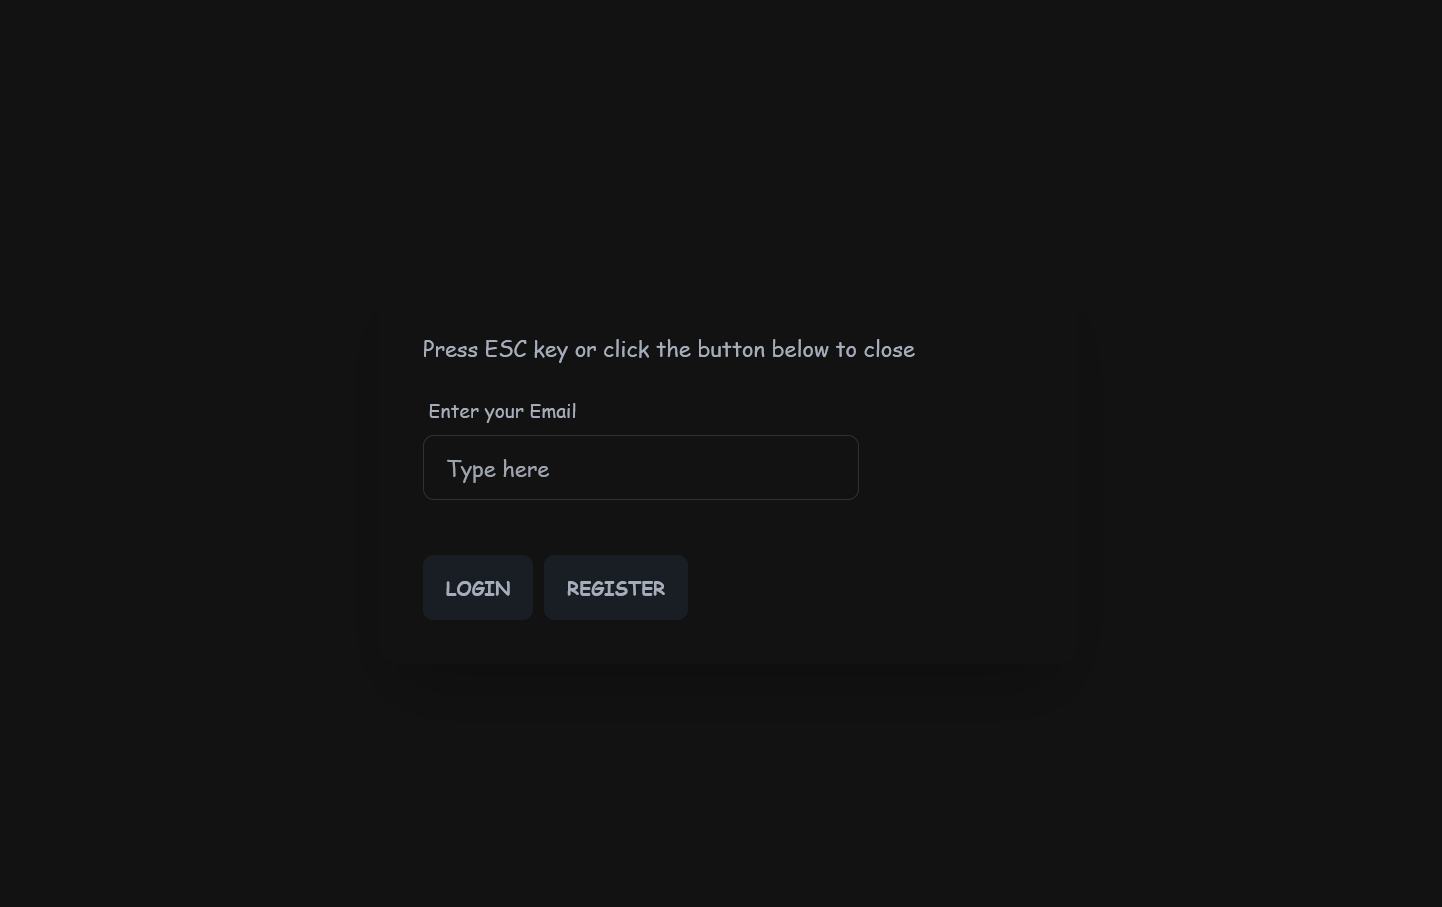 Press ESC key or click the button below to close
Enter your Email
Type here
LOGIN REGISTER